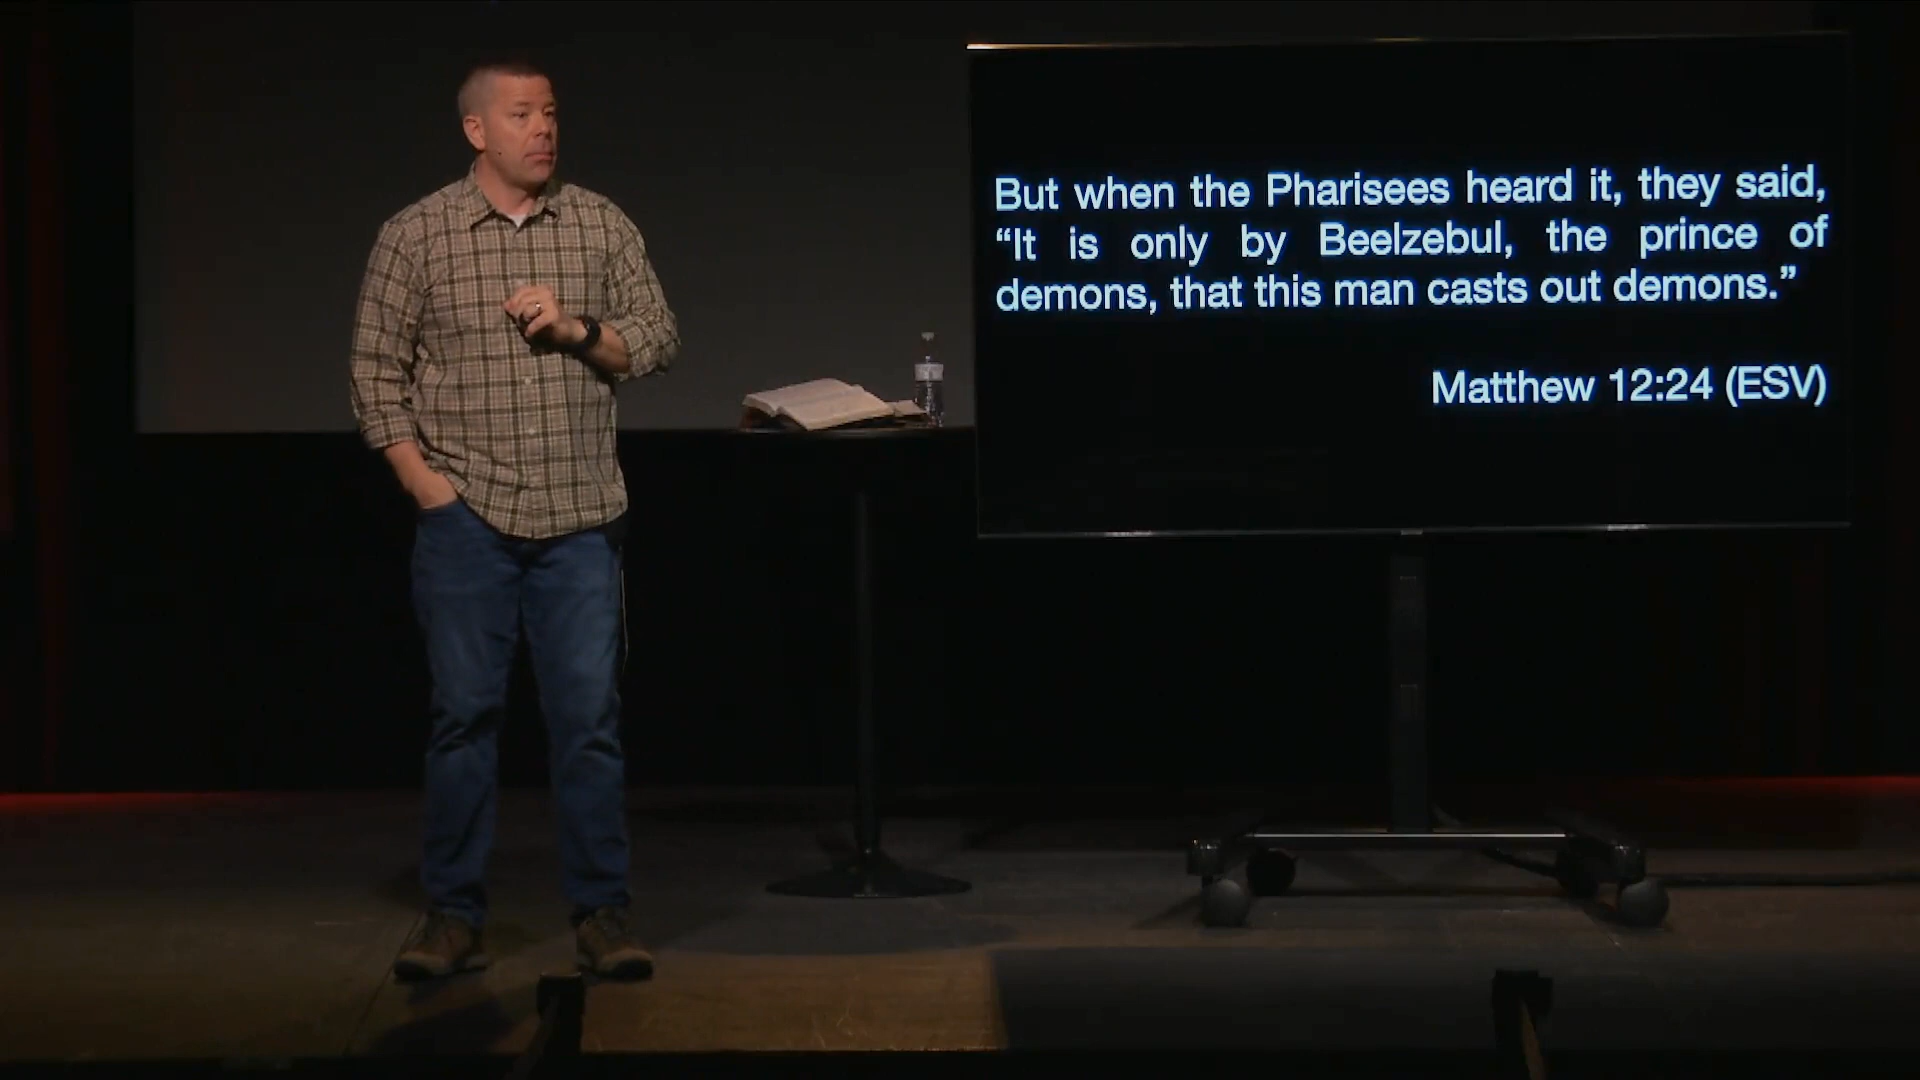 But when the Pharisees heard it, they said,
“It is only by Beelzebul, the prince of
demons, that this man casts out demons.”
Matthew 12:24 (ESV)